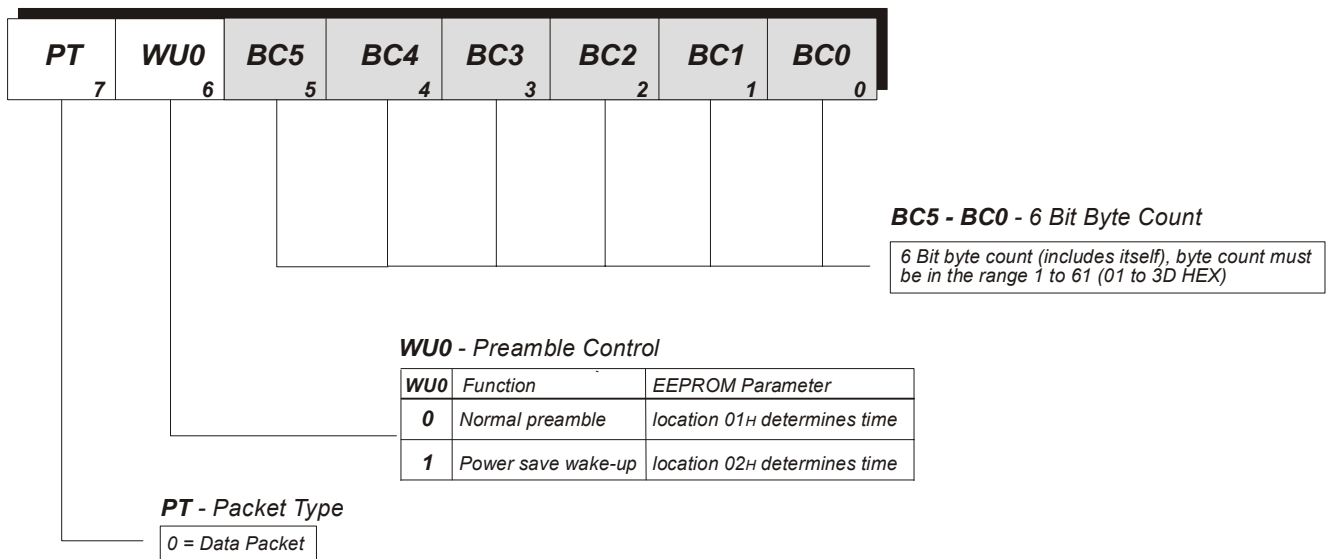 PT WU0 BC5 BC4 BC3 BC2 BC1 BC0
7 6 5 4 3 2 1 0
BC5 - BC0 - 6 Bit Byte Count
6 Bit byte count (includes itself), byte count must
be in the range 1 to 61 (01 to 3D HEX)
WU0 - Preamble Control
WU0 Function EEPROM Parameter
0 Normal preamble location 01H determines time
1 Power save wake-up location 02H determines time
PT - Packet Type
0 = Data Packet